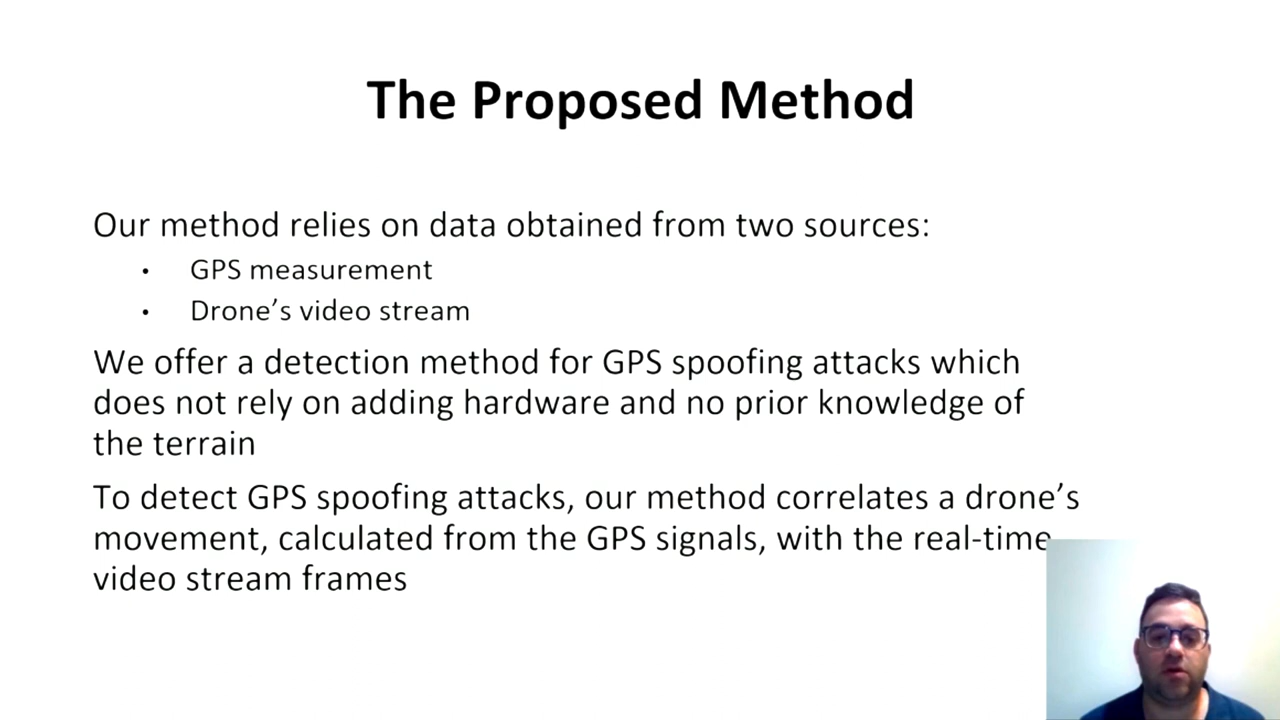 The Proposed Method
Our method relies on data obtained from two sources:
• GPS measurement
• Drone's video stream
We offer a detection method for GPS spoofing attacks which
does not rely on adding hardware and no prior knowledge of
the terrain
To detect GPS spoofing attacks, our method correlates a drone's
movement, calculated from the GPS signals, with the real-time
video stream frames